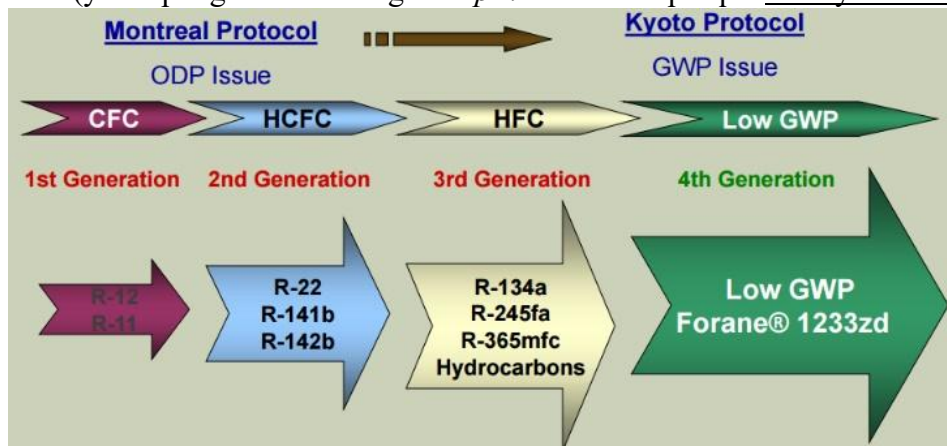 Montreal Protocol
Kyoto Protocol
ODP Issue
GWP Issue
CFC
HCFC
HFC
Low GWP
1st Generation
2nd Generation
3rd Generation
4th Generation
R-12
R-11
R-22
R-141b
R-142b
R-134a
R-245fa
R-365mfc
Hydrocarbons
Low GWP
Forane® 1233zd